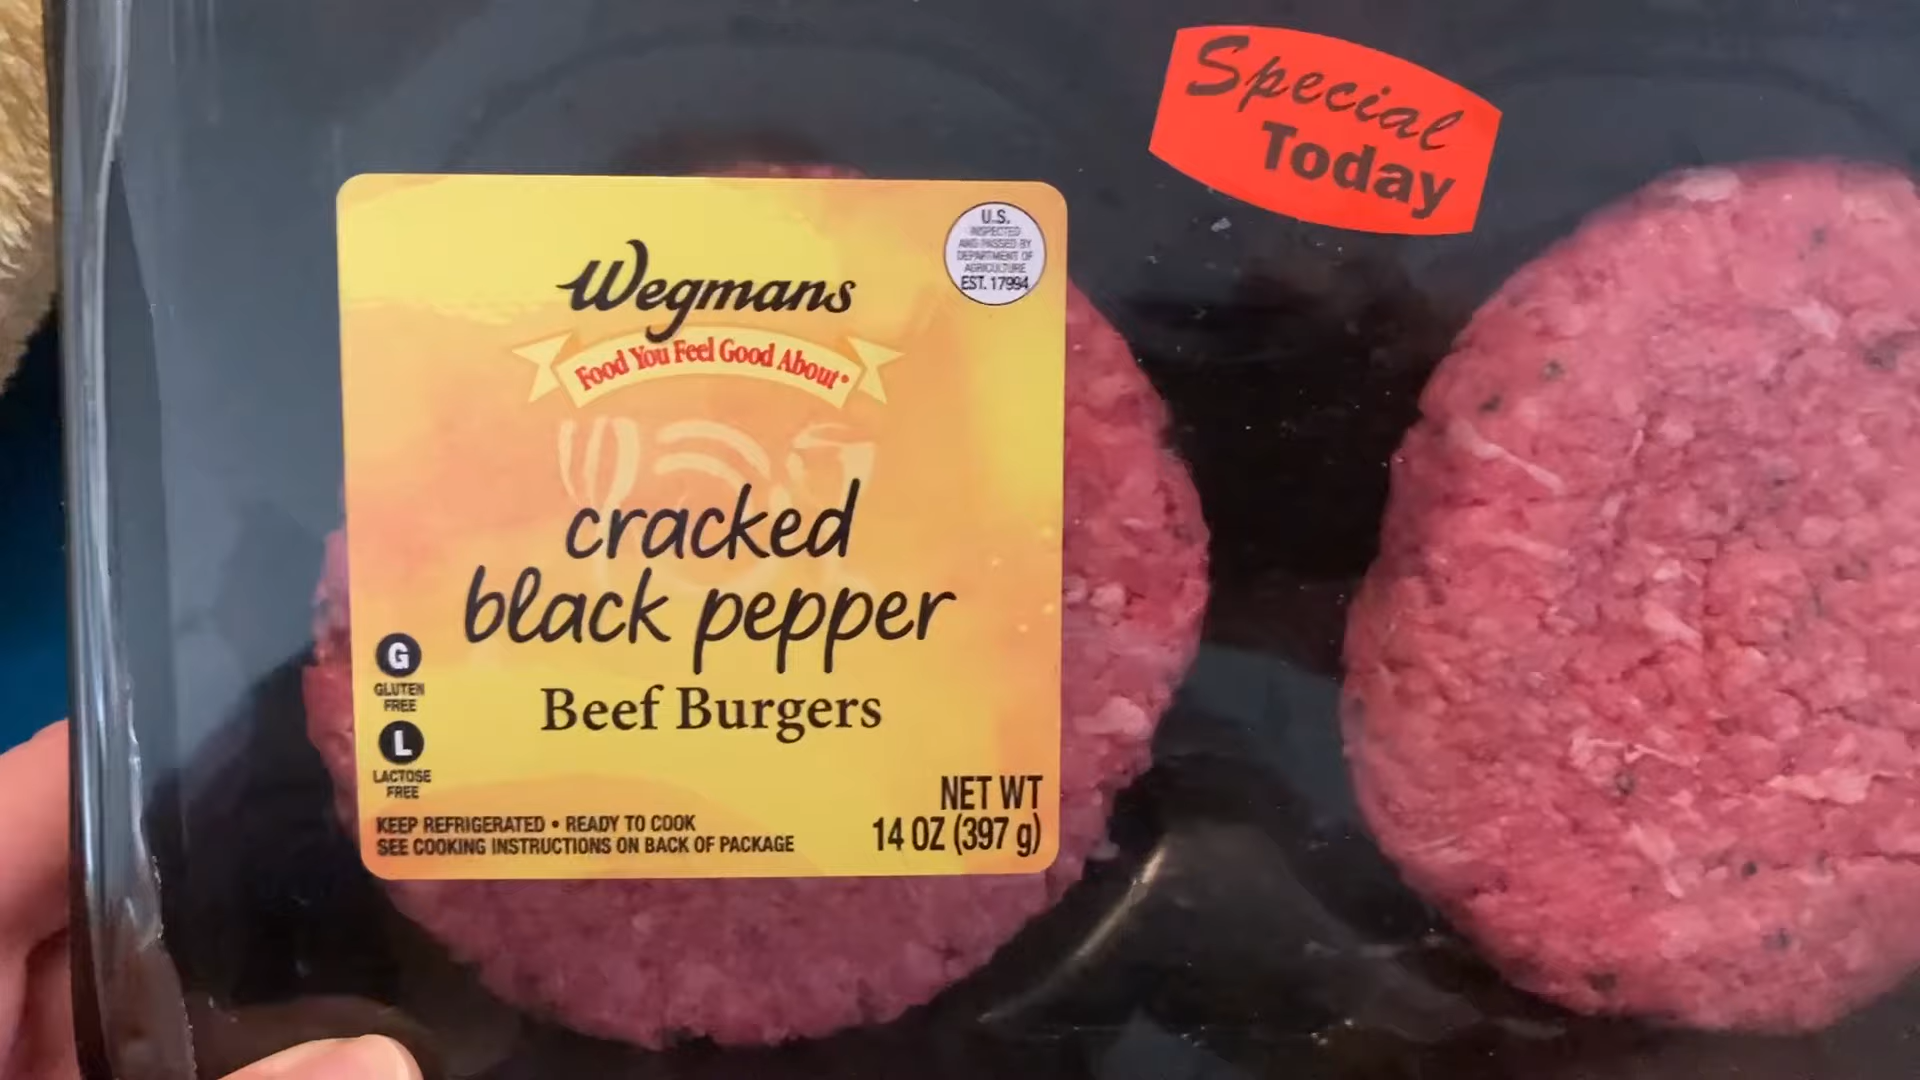 Special
Today
U.S.
INSPECTED
AND PASSED BY
DEPARTMENT OF
AGRICULTURE
EST. 17994
Wegmans
Food You Feel Good About
cracked
black pepper
Beef Burgers
G
GLUTEN
FREE
L
LACTOSE
FREE
KEEP REFRIGERATED • READY TO COOK
SEE COOKING INSTRUCTIONS ON BACK OF PACKAGE
NET WT
14 OZ (397 g)